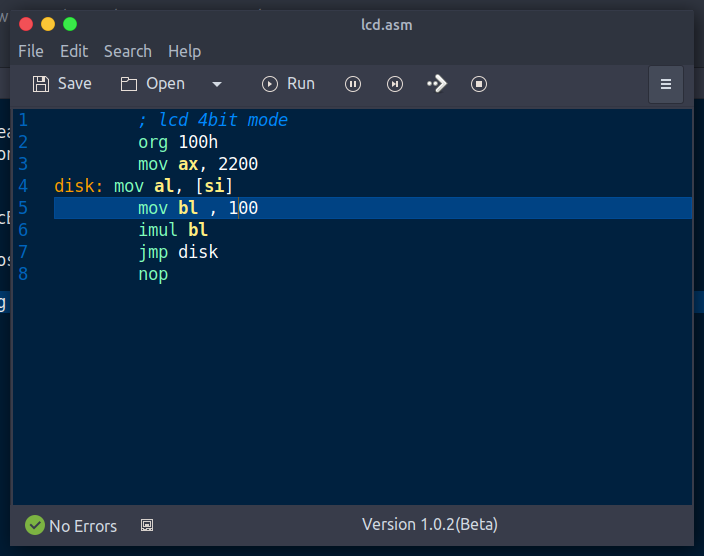 lcd.asm
File Edit Search Help
Save Open Run
1 ; lcd 4bit mode
2 org 100h
3 mov ax, 2200
4 disk: mov al, [si]
5 mov bl , 100
6 imul bl
7 jmp disk
8 nop
No Errors Version 1.0.2(Beta)